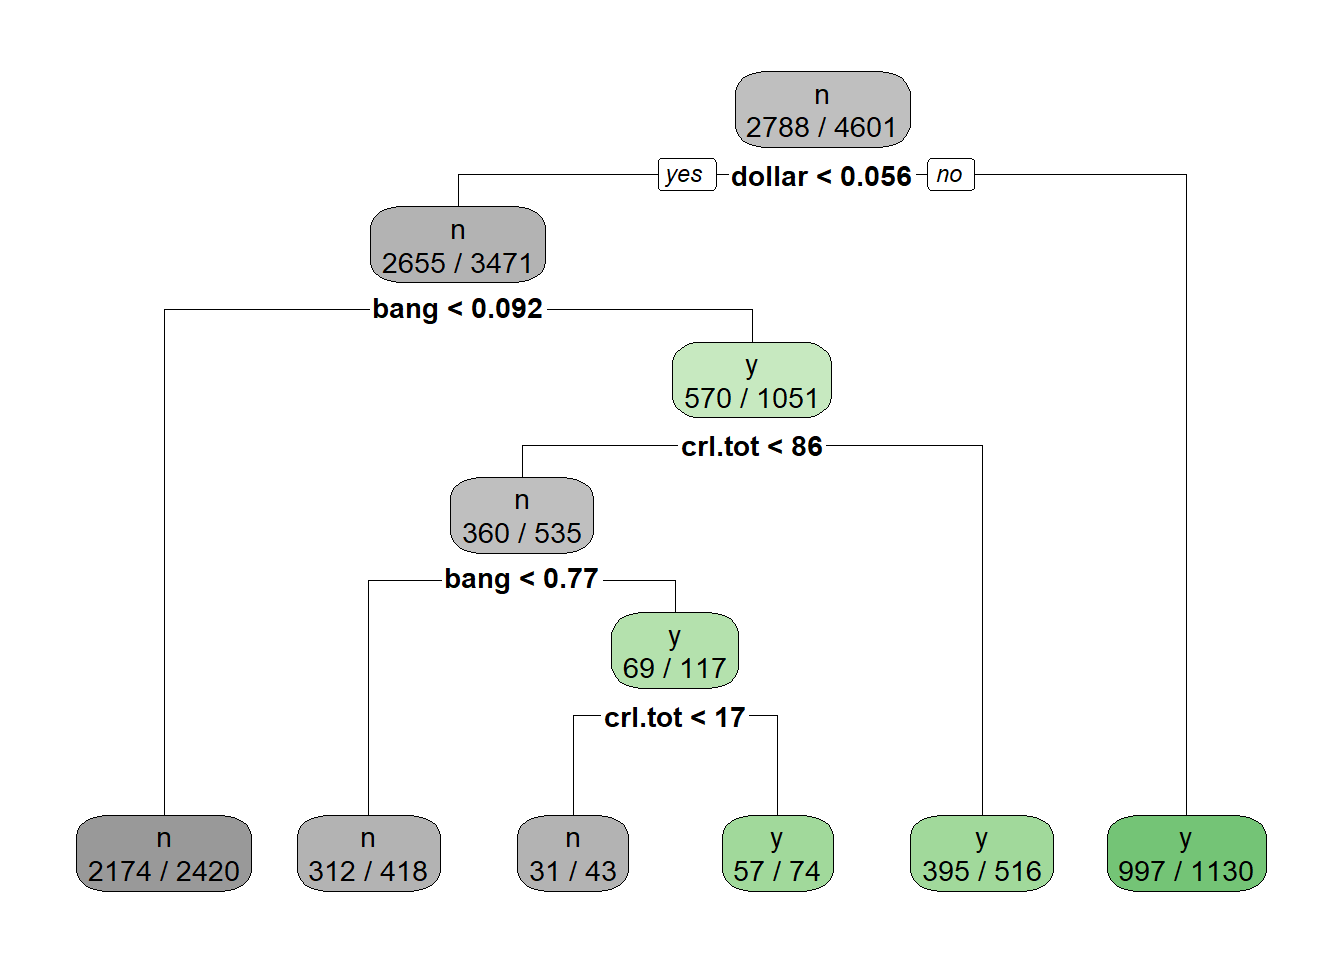 n
2788 / 4601
yes
dollar < 0.056
no
n
2655 / 3471
bang < 0.092
y
570 / 1051
crl.tot < 86
n
360 / 535
bang < 0.77
y
69 / 117
crl.tot < 17
n
2174 / 2420
n
312 / 418
n
31 / 43
y
57 / 74
y
395 / 516
y
997 / 1130